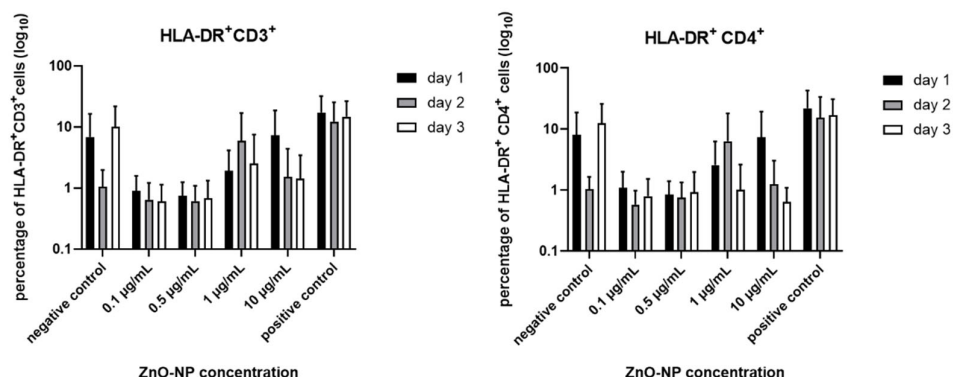 HLA-DR⁺CD3⁺
percentage of HLA-DR⁺CD3⁺cells (log₁₀)
100
10
1
0.1
day 1
day 2
day 3
negative control
0.1 µg/mL
0.5 µg/mL
1 µg/mL
10 µg/mL
positive control
ZnO-NP concentration
HLA-DR⁺ CD4⁺
percentage of HLA-DR⁺ CD4⁺cells (log₁₀)
100
10
1
0.1
day 1
day 2
day 3
negative control
0.1 µg/mL
0.5 µg/mL
1 µg/mL
10 µg/mL
positive control
ZnO-NP concentration